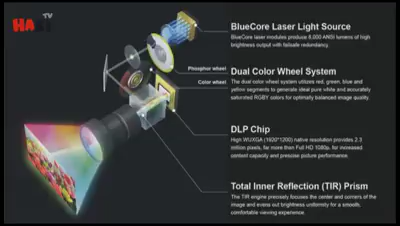 HA TV
BlueCore Laser Light Source
BlueCore laser modules produce 6,000 ANSI lumens of high
brightness output with failsafe redundancy.
Phosphor wheel
Dual Color Wheel System
Color wheel
The dual color wheel system utilizes red, green, blue and
yellow segments to generate ideal pure white and accurately
saturated RGBY colors for optimally balanced image quality.
DLP Chip
High WUXGA (1920*1200) native resolution provides 2.3
million pixels, far more than Full HD 1080p, for increased
content capacity and precise picture performance.
Total Inner Reflection (TIR) Prism
The TIR engine precisely focuses the center and corners of the
image and evens out brightness uniformity for a smooth,
comfortable viewing experience.